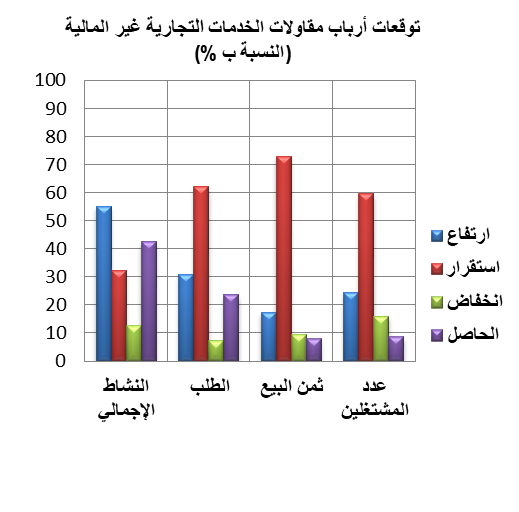 توقعات أرباب مقاولات الخدمات التجارية غير المالية
(النسبة ب %)
100
90
80
70
60
50
40
30
20
10
0
النشاط الإجمالي
الطلب
ثمن البيع
عدد المشتغلين
ارتفاع
استقرار
انخفاض
الحاصل